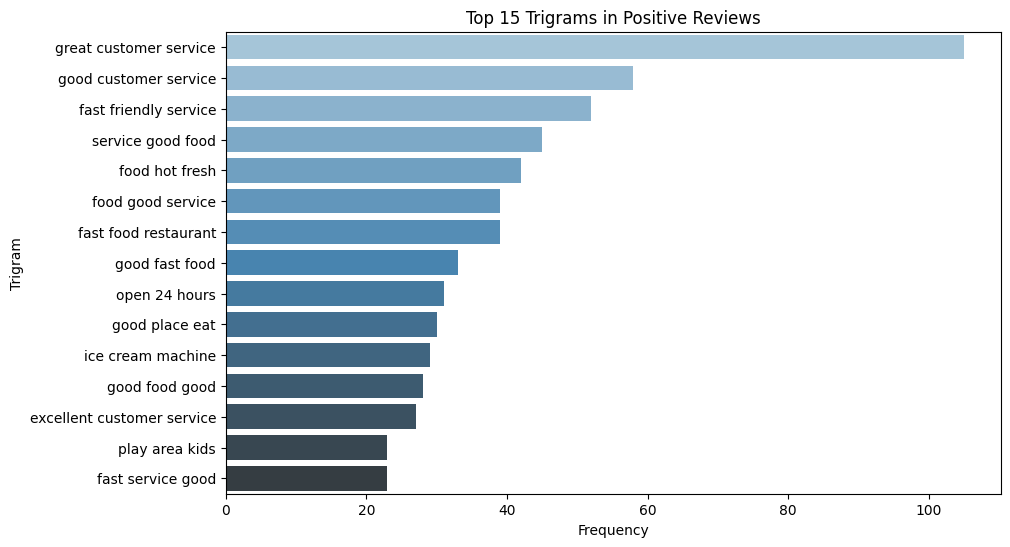 Top 15 Trigrams in Positive Reviews
great customer service
good customer service
fast friendly service
service good food
food hot fresh
food good service
fast food restaurant
good fast food
open 24 hours
good place eat
ice cream machine
good food good
excellent customer service
play area kids
fast service good
Trigram
0 20 40 60 80 100
Frequency